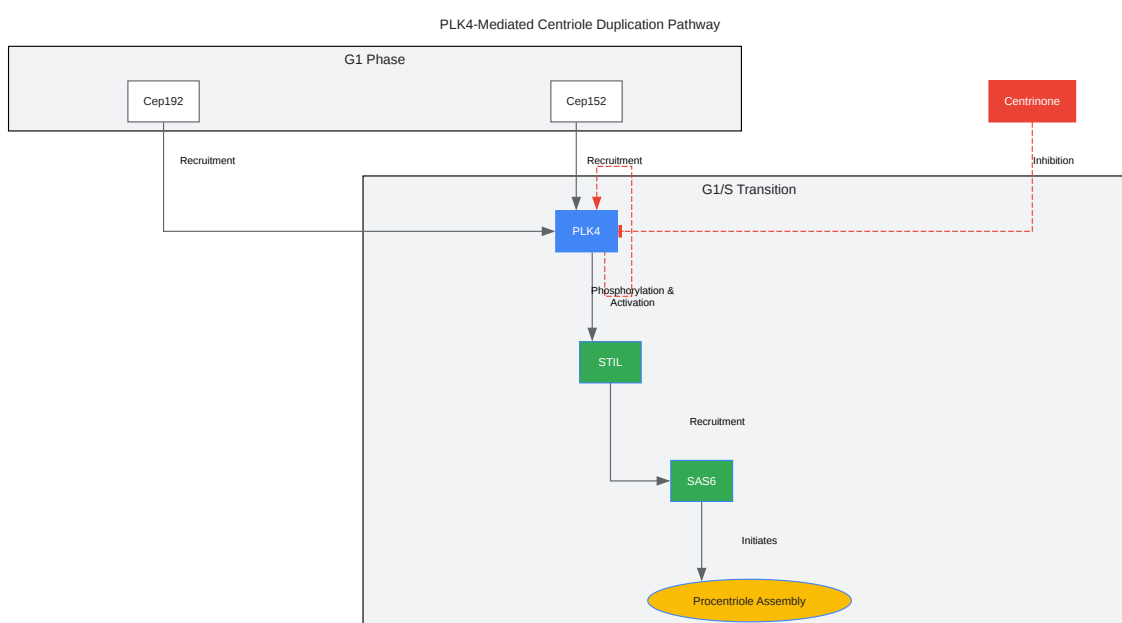 PLK4-Mediated Centriole Duplication Pathway
G1 Phase
Cep192
Cep152
Centrinone
Recruitment
Recruitment
Inhibition
G1/S Transition
PLK4
Phosphorylation &
Activation
STIL
Recruitment
SAS6
Initiates
Procentriole Assembly